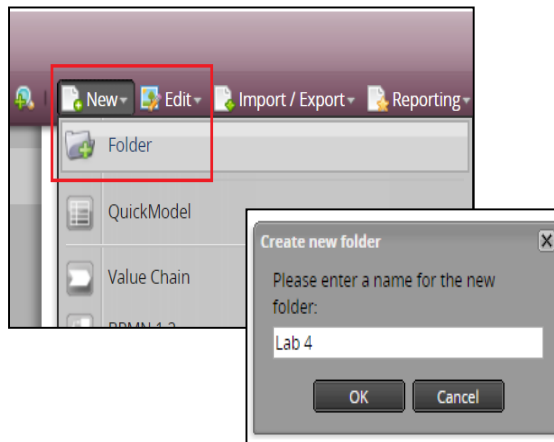 New Edit Import / Export Reporting
Folder
QuickModel
Value Chain
Create new folder
Please enter a name for the new
folder:
Lab 4
OK Cancel